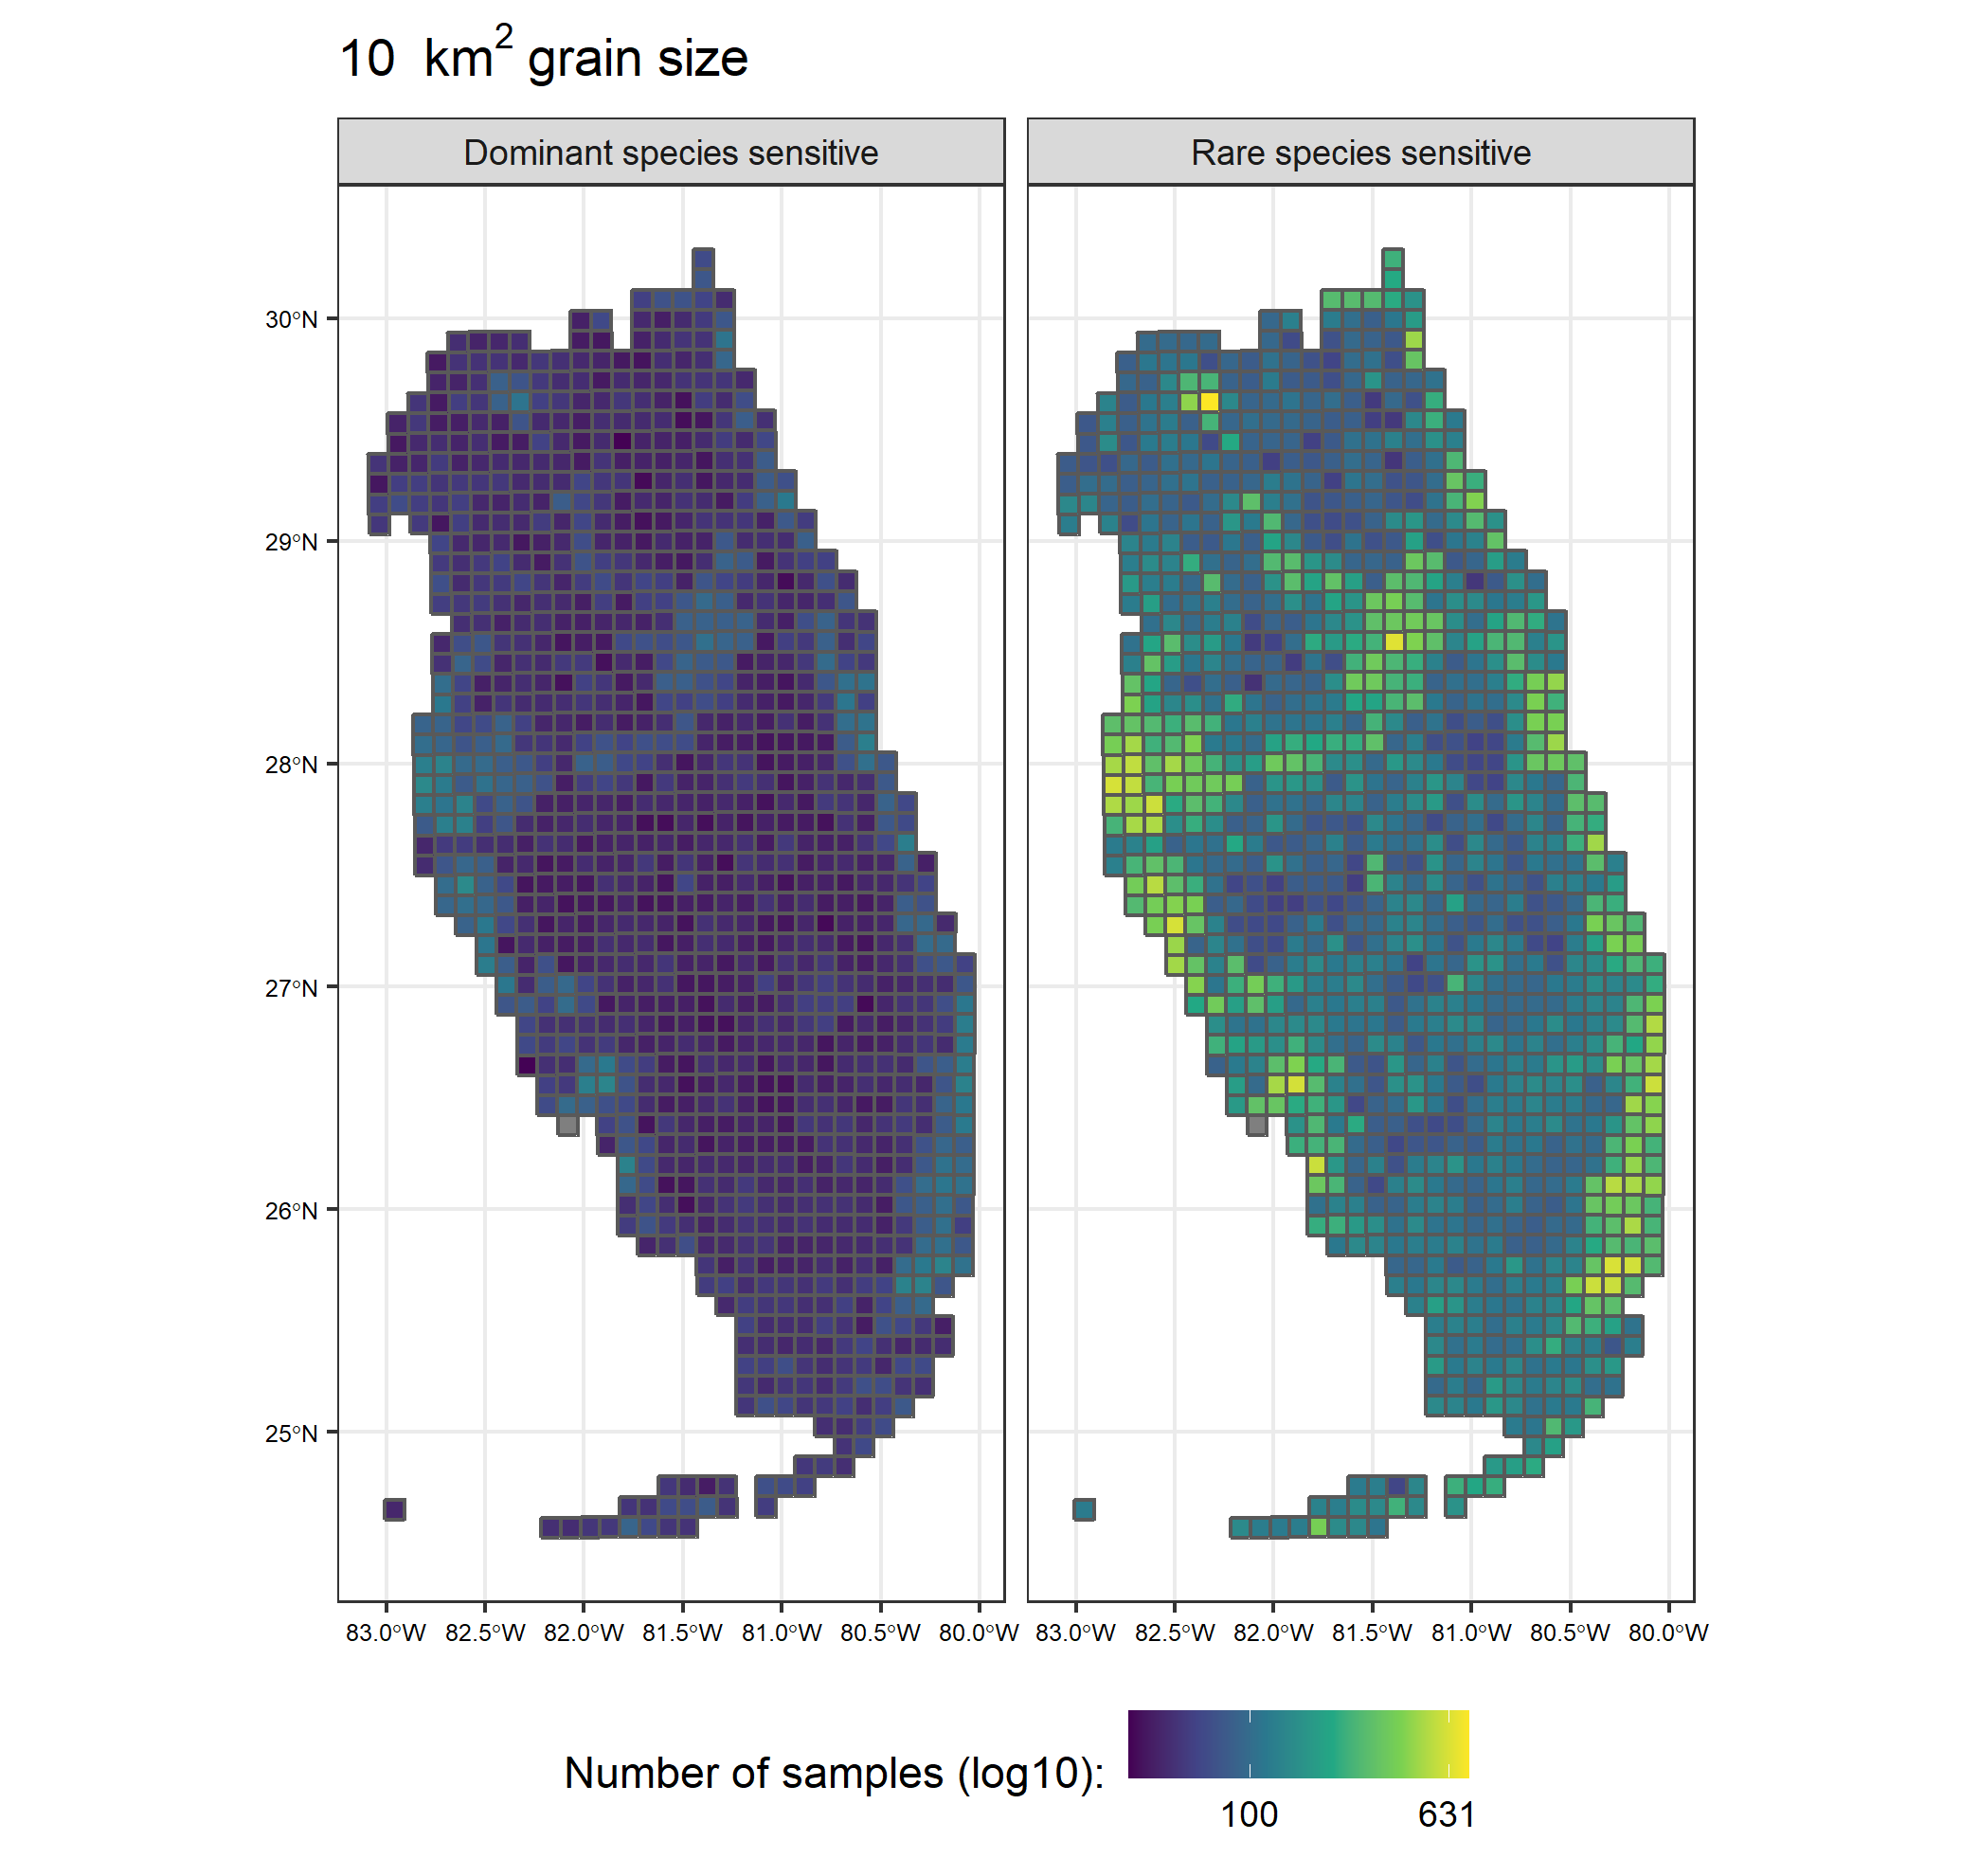 10 km² grain size
Dominant species sensitive
Rare species sensitive
30°N
29°N
28°N
27°N
26°N
25°N
83.0°W 82.5°W 82.0°W 81.5°W 81.0°W 80.5°W 80.0°W
83.0°W 82.5°W 82.0°W 81.5°W 81.0°W 80.5°W 80.0°W
Number of samples (log10):
100 631